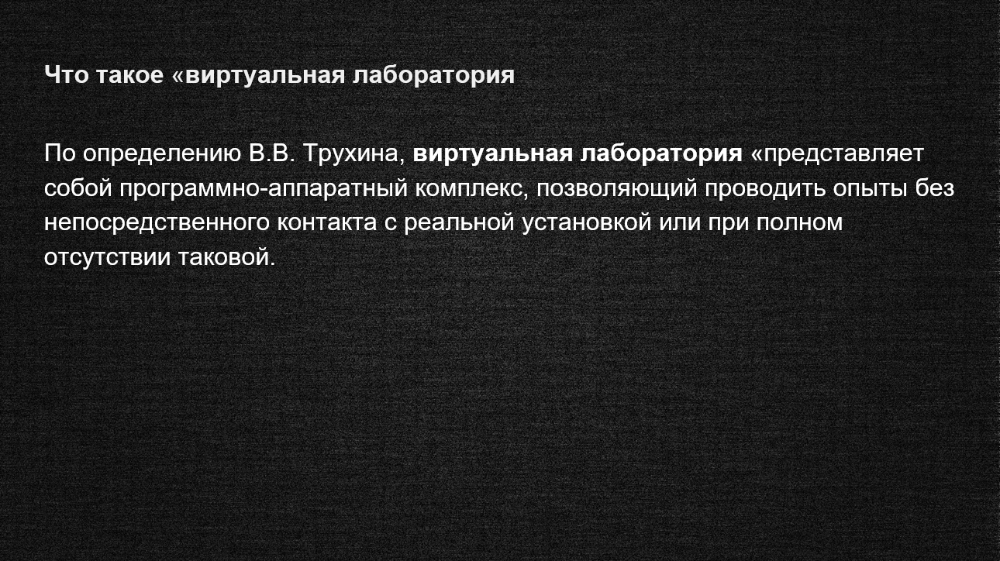 Что такое «виртуальная лаборатория
По определению В.В. Трухина, виртуальная лаборатория «представляет
собой программно-аппаратный комплекс, позволяющий проводить опыты без
непосредственного контакта с реальной установкой или при полном
отсутствии таковой.